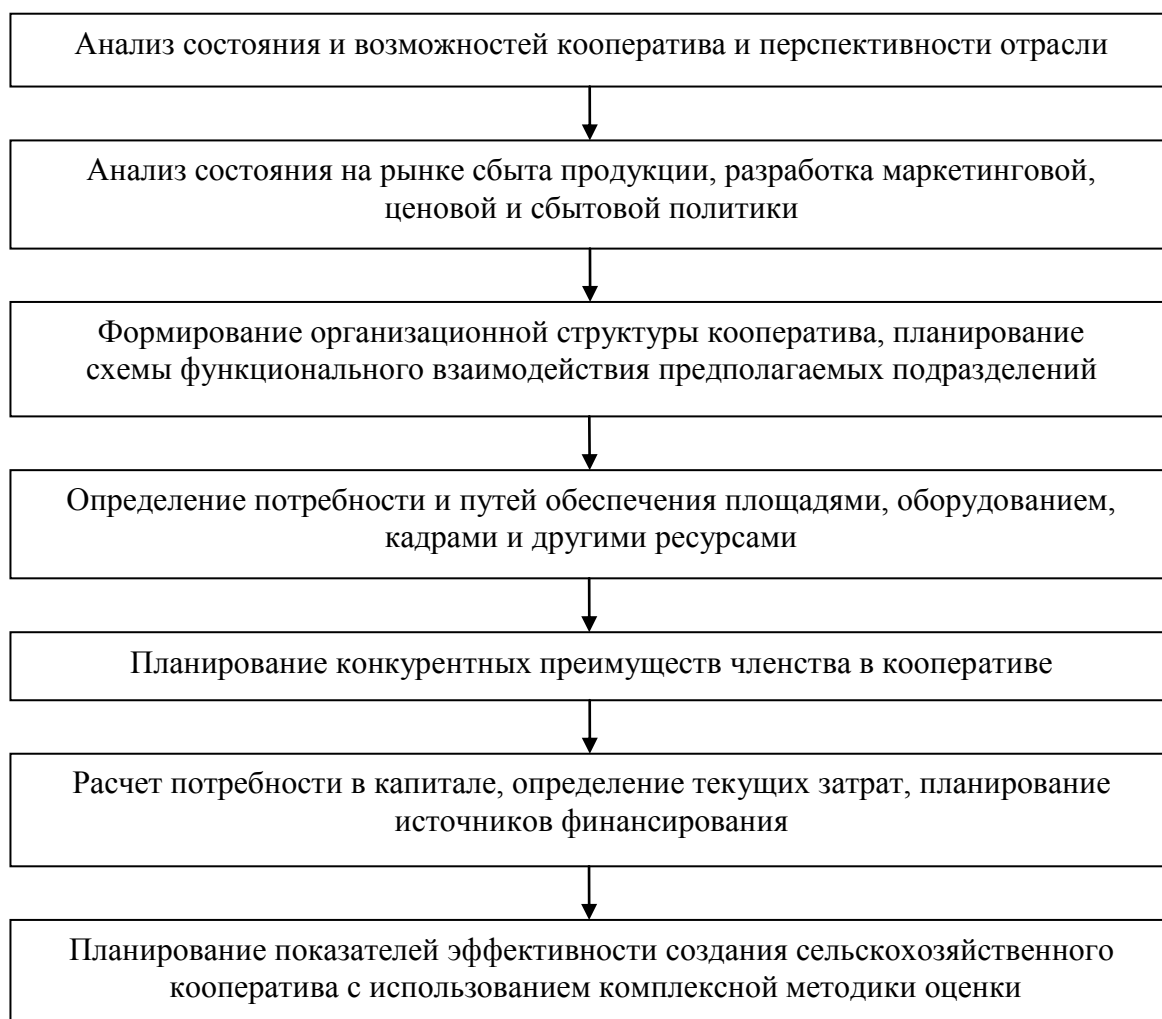 Анализ состояния и возможностей кооператива и перспективности отрасли
Анализ состояния на рынке сбыта продукции, разработка маркетинговой,
ценовой и сбытовой политики
Формирование организационной структуры кооператива, планирование
схемы функционального взаимодействия предполагаемых подразделений
Определение потребности и путей обеспечения площадями, оборудованием,
кадрами и другими ресурсами
Планирование конкурентных преимуществ членства в кооперативе
Расчет потребности в капитале, определение текущих затрат, планирование
источников финансирования
Планирование показателей эффективности создания сельскохозяйственного
кооператива с использованием комплексной методики оценки